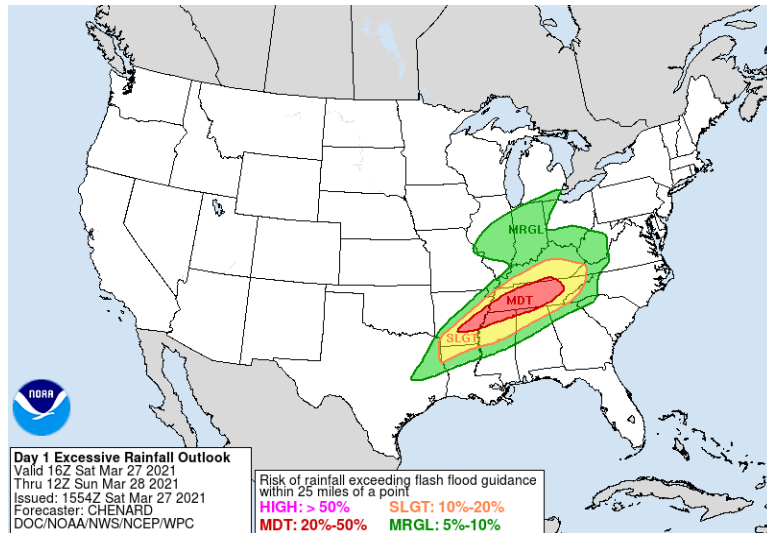 MRGL
MDT
SLGT
NOAA
Day 1 Excessive Rainfall Outlook
Valid 16Z Sat Mar 27 2021
Thru 12Z Sun Mar 28 2021
Issued: 1554Z Sat Mar 27 2021
Forecaster: CHENARD
DOC/NOAA/NWS/NCEP/WPC
Risk of rainfall exceeding flash flood guidance
within 25 miles of a point
HIGH: > 50% SLGT: 10%-20%
MDT: 20%-50% MRGL: 5%-10%